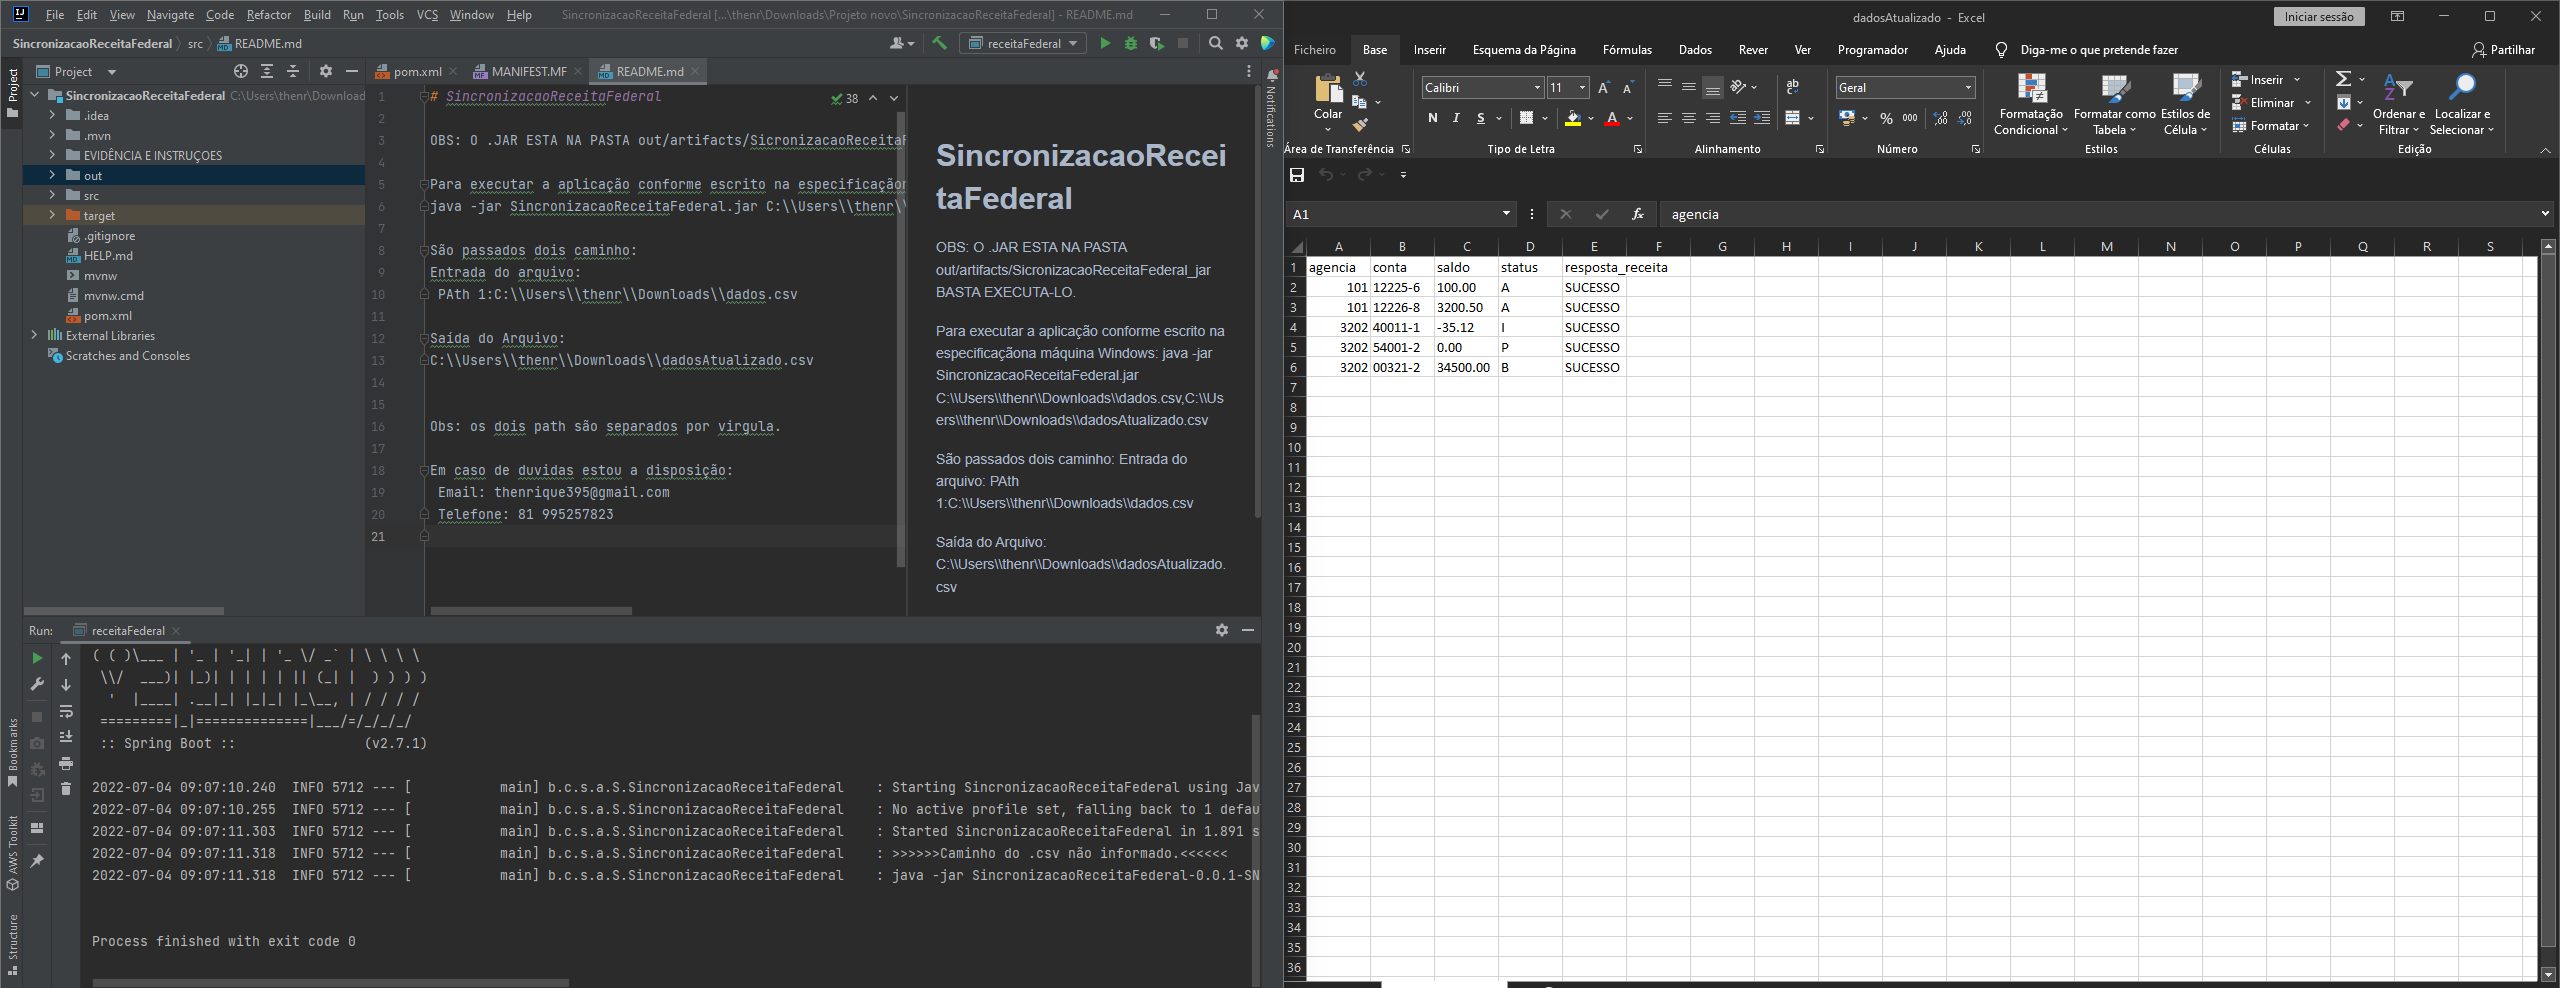 File Edit View Navigate Code Refactor Build Run Tools VCS Window Help SincronizacaoReceitaFederal [...\thenr\Downloads\Projeto novo\SincronizacaoReceitaFederal] - README.md
SincronizacaoReceitaFederal src README.md
receitaFederal
Project
pom.xml MANIFEST.MF README.md
SincronizacaoReceitaFederal C:\Users\thenr\Download
.idea
.mvn
EVIDÊNCIA E INSTRUÇOES
out
src
target
.gitignore
HELP.md
mvnw
mvnw.cmd
pom.xml
External Libraries
Scratches and Consoles
Project
Notifications
Bookmarks
AWS Toolkit
Structure
38
1 # SincronizacaoReceitaFederal
2
3 OBS: O .JAR ESTA NA PASTA out/artifacts/SicronizacaoReceitaF
4
5 Para executar a aplicação conforme escrito na especificaçãon
6 java -jar SincronizacaoReceitaFederal.jar C:\\Users\\thenr\\
7
8 São passados dois caminho:
9 Entrada do arquivo:
10 PAth 1:C:\\Users\\thenr\\Downloads\\dados.csv
11
12 Saída do Arquivo:
13 C:\\Users\\thenr\\Downloads\\dadosAtualizado.csv
14
15
16 Obs: os dois path são separados por virgula.
17
18 Em caso de duvidas estou a disposição:
19 Email: thenrique395@gmail.com
20 Telefone: 81 995257823
21
SincronizacaoRecei
taFederal
OBS: O .JAR ESTA NA PASTA
out/artifacts/SicronizacaoReceitaFederal_jar
BASTA EXECUTA-LO.
Para executar a aplicação conforme escrito na
especificaçãona máquina Windows: java -jar
SincronizacaoReceitaFederal.jar
C:\\Users\\thenr\\Downloads\\dados.csv,C:\\Us
ers\\thenr\\Downloads\\dadosAtualizado.csv
São passados dois caminho: Entrada do
arquivo: PAth
1:C:\\Users\\thenr\\Downloads\\dados.csv
Saída do Arquivo:
C:\\Users\\thenr\\Downloads\\dadosAtualizado.
csv
Run: receitaFederal
( ( )\___ | '_ | '_| | '_ \/ _` | \ \ \ \
\\/  ___)| |_)| | | | | || (_| |  ) ) ) )
'  |____| .__|_| |_|_| |_\__, | / / / /
=========|_|==============|___/=/_/_/_/
:: Spring Boot :: (v2.7.1)
2022-07-04 09:07:10.240 INFO 5712 --- [ main] b.c.s.a.S.SincronizacaoReceitaFederal : Starting SincronizacaoReceitaFederal using Jav
2022-07-04 09:07:10.255 INFO 5712 --- [ main] b.c.s.a.S.SincronizacaoReceitaFederal : No active profile set, falling back to 1 defau
2022-07-04 09:07:11.303 INFO 5712 --- [ main] b.c.s.a.S.SincronizacaoReceitaFederal : Started SincronizacaoReceitaFederal in 1.891 s
2022-07-04 09:07:11.318 INFO 5712 --- [ main] b.c.s.a.S.SincronizacaoReceitaFederal : >>>>>>Caminho do .csv não informado.<<<<<<
2022-07-04 09:07:11.318 INFO 5712 --- [ main] b.c.s.a.S.SincronizacaoReceitaFederal : java -jar SincronizacaoReceitaFederal-0.0.1-SN
Process finished with exit code 0
dadosAtualizado - Excel Iniciar sessão
Ficheiro Base Inserir Esquema da Página Fórmulas Dados Rever Ver Programador Ajuda Diga-me o que pretende fazer Partilhar
Colar
Calibri 11
N I S
ab
Geral
% 000
Formatação Condicional
Formatar como Tabela
Estilos de Célula
Inserir
Eliminar
Formatar
Ordenar e Filtrar
Localizar e Selecionar
Área de Transferência Tipo de Letra Alinhamento Número Estilos Células Edição
A1 fx agencia
A B C D E F G H I J K L M N O P Q R S
1 agencia conta saldo status resposta_receita
2 101 12225-6 100.00 A SUCESSO
3 101 12226-8 3200.50 A SUCESSO
4 3202 40011-1 -35.12 I SUCESSO
5 3202 54001-2 0.00 P SUCESSO
6 3202 00321-2 34500.00 B SUCESSO
7
8
9
10
11
12
13
14
15
16
17
18
19
20
21
22
23
24
25
26
27
28
29
30
31
32
33
34
35
36